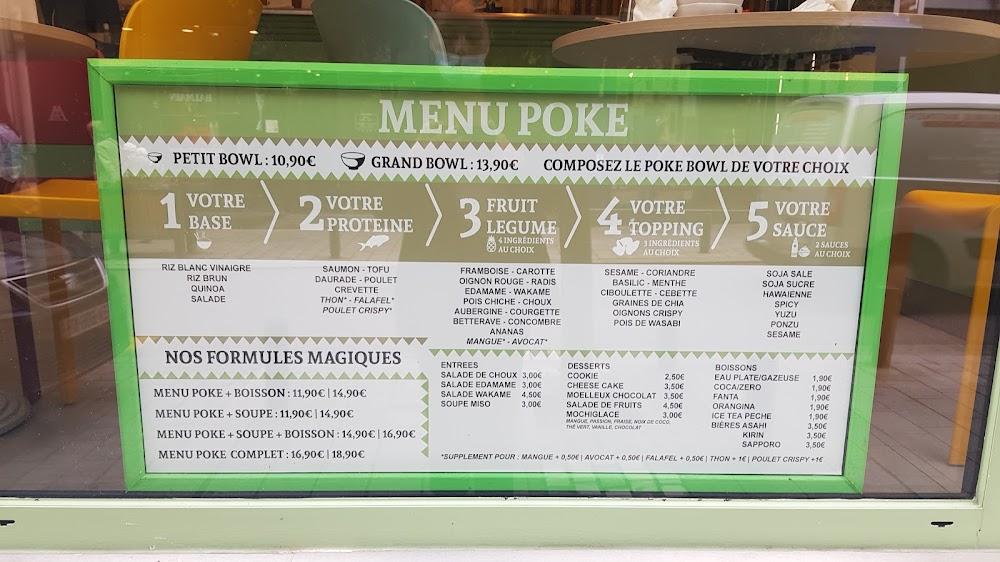 MENU POKE
PETIT BOWL : 10,90€ GRAND BOWL : 13,90€ COMPOSEZ LE POKE BOWL DE VOTRE CHOIX
1 VOTRE BASE
RIZ BLANC VINAIGRE
RIZ BRUN
QUINOA
SALADE
2 VOTRE PROTEINE
SAUMON - TOFU
DAURADE - POULET
CREVETTE
THON* - FALAFEL*
POULET CRISPY*
3 FRUIT LEGUME
4 INGRÉDIENTS
AU CHOIX
FRAMBOISE - CAROTTE
OIGNON ROUGE - RADIS
EDAMAME - WAKAME
POIS CHICHE - CHOUX
AUBERGINE - COURGETTE
BETTERAVE - CONCOMBRE
ANANAS
MANGUE* - AVOCAT*
4 VOTRE TOPPING
3 INGRÉDIENTS
AU CHOIX
SESAME - CORIANDRE
BASILIC - MENTHE
CIBOULETTE - CEBETTE
GRAINES DE CHIA
OIGNONS CRISPY
POIS DE WASABI
5 VOTRE SAUCE
2 SAUCES
AU CHOIX
SOJA SALE
SOJA SUCRE
HAWAIENNE
SPICY
YUZU
PONZU
SESAME
NOS FORMULES MAGIQUES
MENU POKE + BOISSON : 11,90€ | 14,90€
MENU POKE + SOUPE : 11,90€ | 14,90€
MENU POKE + SOUPE + BOISSON : 14,90€ | 16,90€
MENU POKE COMPLET : 16,90€ | 18,90€
ENTREES
SALADE DE CHOUX 3,00€
SALADE EDAMAME 3,00€
SALADE WAKAME 4,50€
SOUPE MISO 3,00€
DESSERTS
COOKIE 2,50€
CHEESE CAKE 3,50€
MOELLEUX CHOCOLAT 3,50€
SALADE DE FRUITS 4,50€
MOCHIGLACE 3,00€
MANGUE, PASSION, FRAISE, NOIX DE COCO,
THÉ VERT, VANILLE, CHOCOLAT
BOISSONS
EAU PLATE/GAZEUSE 1,90€
COCA/ZERO 1,90€
FANTA 1,90€
ORANGINA 1,90€
ICE TEA PECHE 1,90€
BIÈRES ASAHI 3,50€
KIRIN 3,50€
SAPPORO 3,50€
*SUPPLEMENT POUR : MANGUE + 0,50€ | AVOCAT + 0,50€ | FALAFEL + 0,50€ | THON + 1€ | POULET CRISPY +1€